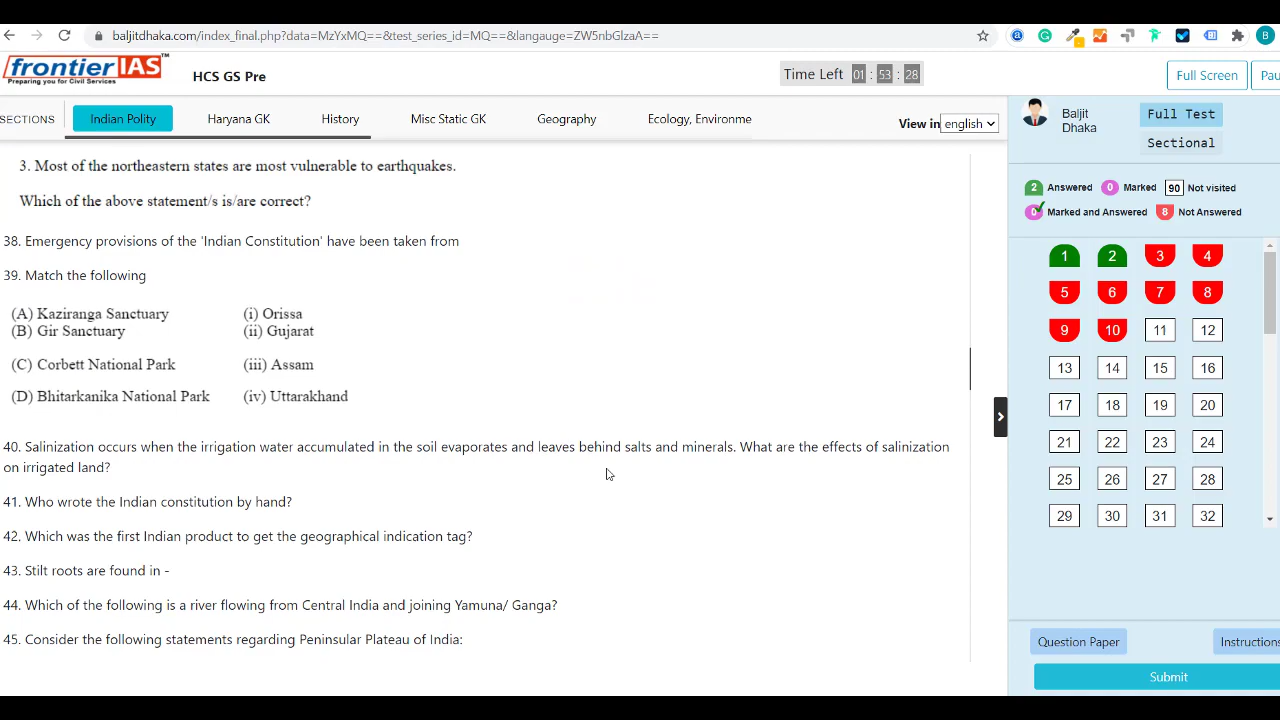 baljitdhaka.com/index_final.php?data=MzYxMQ==&test_series_id=MQ==&langauge=ZW5nbGlzaA==
B
frontier IAS TM
Preparing you for Civil Services
HCS GS Pre
Time Left 01 : 53 : 28
Full Screen
Pau
SECTIONS
Indian Polity
Haryana GK
History
Misc Static GK
Geography
Ecology, Environme
View in english
Baljit
Dhaka
Full Test
Sectional
2 Answered
0 Marked
90 Not visited
0 Marked and Answered
8 Not Answered
3. Most of the northeastern states are most vulnerable to earthquakes.
Which of the above statement/s is/are correct?
38. Emergency provisions of the 'Indian Constitution' have been taken from
39. Match the following
(A) Kaziranga Sanctuary (i) Orissa
(B) Gir Sanctuary (ii) Gujarat
(C) Corbett National Park (iii) Assam
(D) Bhitarkanika National Park (iv) Uttarakhand
40. Salinization occurs when the irrigation water accumulated in the soil evaporates and leaves behind salts and minerals. What are the effects of salinization
on irrigated land?
41. Who wrote the Indian constitution by hand?
42. Which was the first Indian product to get the geographical indication tag?
43. Stilt roots are found in -
44. Which of the following is a river flowing from Central India and joining Yamuna/ Ganga?
45. Consider the following statements regarding Peninsular Plateau of India:
1 2 3 4
5 6 7 8
9 10 11 12
13 14 15 16
17 18 19 20
21 22 23 24
25 26 27 28
29 30 31 32
Question Paper
Instructions
Submit